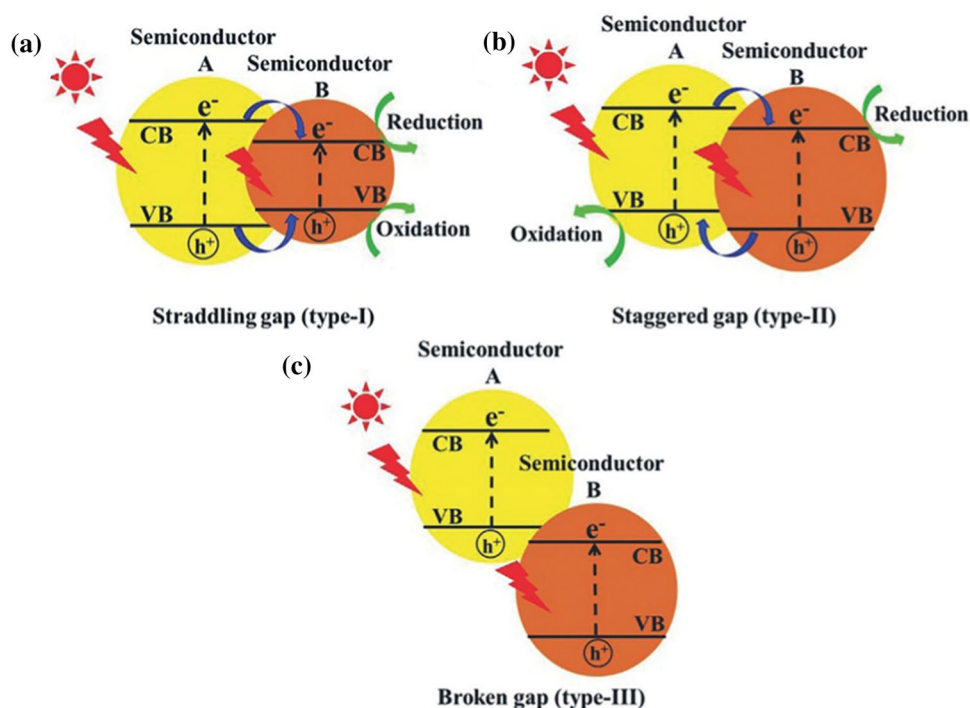 (a)
Semiconductor
A
Semiconductor
B
e⁻
CB
e⁻
CB
Reduction
VB
VB
h⁺
h⁺
Oxidation
Straddling gap (type-I)
(b)
Semiconductor
A
Semiconductor
B
e⁻
CB
e⁻
CB
Reduction
VB
VB
Oxidation
h⁺
h⁺
Staggered gap (type-II)
(c)
Semiconductor
A
e⁻
CB
Semiconductor
B
VB
h⁺
e⁻
CB
VB
h⁺
Broken gap (type-III)